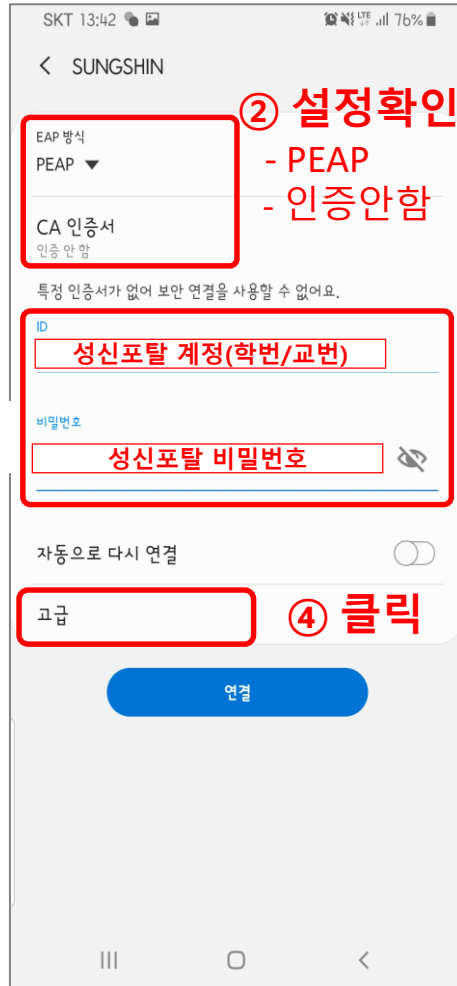 SKT 13:42 LTE 76%
SUNGSHIN
② 설정확인
EAP 방식
PEAP ▼
- PEAP
- 인증안함
CA 인증서
인증 안 함
특정 인증서가 없어 보안 연결을 사용할 수 없어요.
ID
성신포탈 계정(학번/교번)
비밀번호
성신포탈 비밀번호
자동으로 다시 연결
고급
④ 클릭
연결